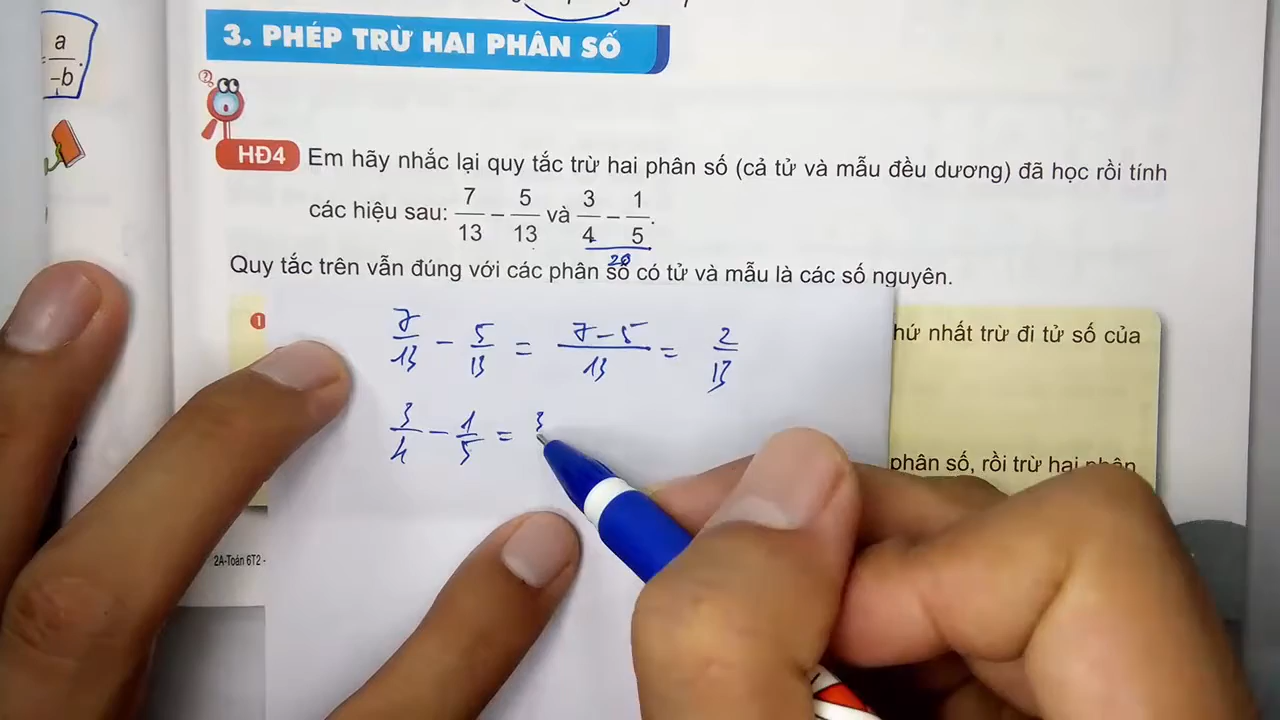 a
=
-b
.
3. PHÉP TRỪ HAI PHÂN SỐ
?
HĐ4 Em hãy nhắc lại quy tắc trừ hai phân số (cả tử và mẫu đều dương) đã học rồi tính
các hiệu sau: 7/13 – 5/13 và 3/4 – 1/5.
20
Quy tắc trên vẫn đúng với các phân số có tử và mẫu là các số nguyên.
1
hứ nhất trừ đi tử số của
7/13 – 5/13 = 7–5/13 = 2/13
3/4 – 1/5 = 3
phân số, rồi trừ hai phân
2A-Toán 6T2 -